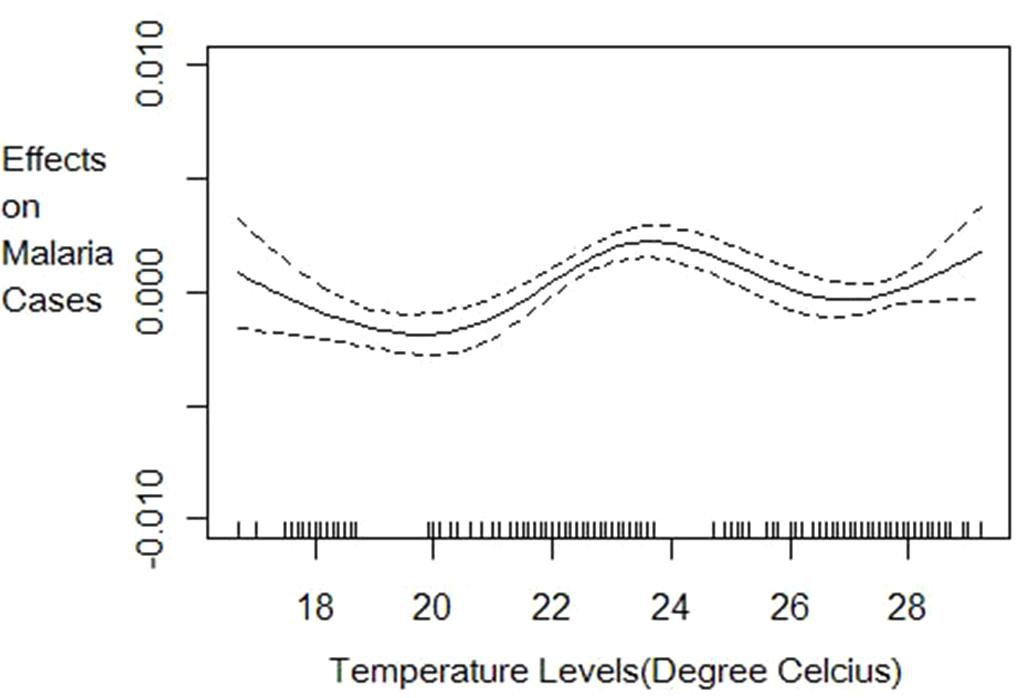 Effects
on
Malaria
Cases
0.010
0.000
-0.010
18 20 22 24 26 28
Temperature Levels(Degree Celcius)